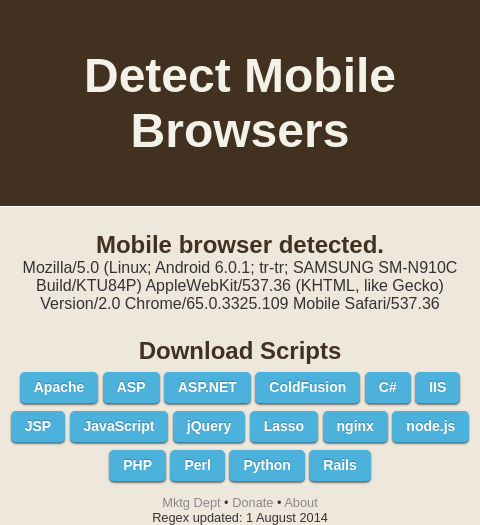 Detect Mobile
Browsers
Mobile browser detected.
Mozilla/5.0 (Linux; Android 6.0.1; tr-tr; SAMSUNG SM-N910C
Build/KTU84P) AppleWebKit/537.36 (KHTML, like Gecko)
Version/2.0 Chrome/65.0.3325.109 Mobile Safari/537.36
Download Scripts
Apache ASP ASP.NET ColdFusion C# IIS
JSP JavaScript jQuery Lasso nginx node.js
PHP Perl Python Rails
Mktg Dept • Donate • About
Regex updated: 1 August 2014